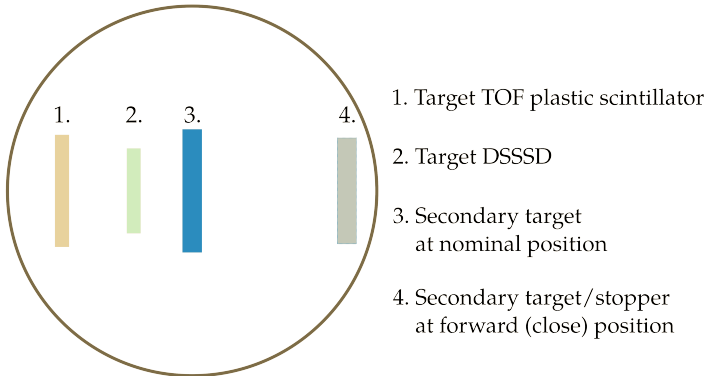 1. 2. 3. 4.
1. Target TOF plastic scintillator
2. Target DSSSD
3. Secondary target
at nominal position
4. Secondary target/stopper
at forward (close) position